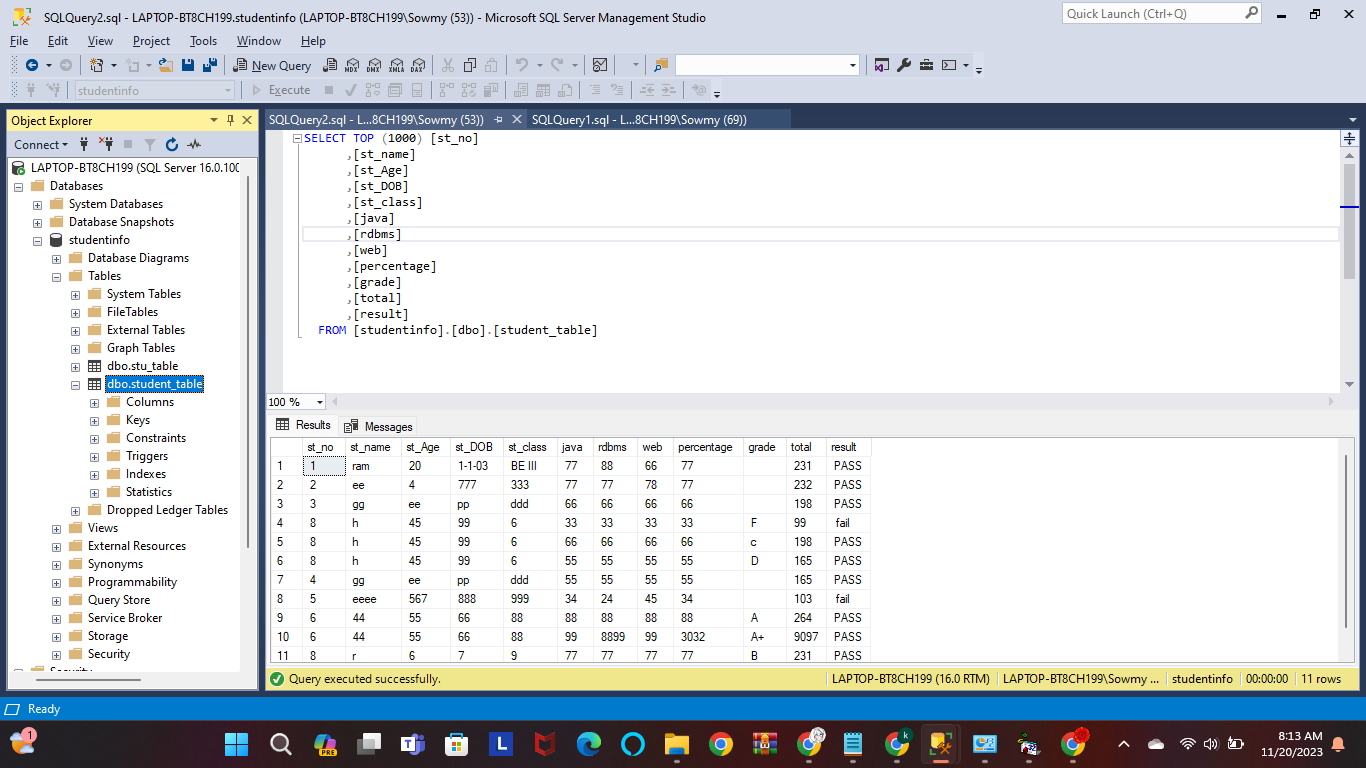 SQLQuery2.sql - LAPTOP-BT8CH199.studentinfo (LAPTOP-BT8CH199\Sowmy (53)) - Microsoft SQL Server Management Studio
Quick Launch (Ctrl+Q)
File Edit View Project Tools Window Help
New Query MDX DMX XMLA DAX
studentinfo Execute
Object Explorer
SQLQuery2.sql - L...8CH199\Sowmy (53)) SQLQuery1.sql - L...8CH199\Sowmy (69))
Connect
LAPTOP-BT8CH199 (SQL Server 16.0.100
Databases
System Databases
Database Snapshots
studentinfo
Database Diagrams
Tables
System Tables
FileTables
External Tables
Graph Tables
dbo.stu_table
dbo.student_table
Columns
Keys
Constraints
Triggers
Indexes
Statistics
Dropped Ledger Tables
Views
External Resources
Synonyms
Programmability
Query Store
Service Broker
Storage
Security
SELECT TOP (1000) [st_no]
,[st_name]
,[st_Age]
,[st_DOB]
,[st_class]
,[java]
,[rdbms]
,[web]
,[percentage]
,[grade]
,[total]
,[result]
FROM [studentinfo].[dbo].[student_table]
100 %
Results Messages
st_no st_name st_Age st_DOB st_class java rdbms web percentage grade total result
1 1 ram 20 1-1-03 BE III 77 88 66 77 231 PASS
2 2 ee 4 777 333 77 77 78 77 232 PASS
3 3 gg ee pp ddd 66 66 66 66 198 PASS
4 8 h 45 99 6 33 33 33 33 F 99 fail
5 8 h 45 99 6 66 66 66 66 c 198 PASS
6 8 h 45 99 6 55 55 55 55 D 165 PASS
7 4 gg ee pp ddd 55 55 55 55 165 PASS
8 5 eeee 567 888 999 34 24 45 34 103 fail
9 6 44 55 66 88 88 88 88 88 A 264 PASS
10 6 44 55 66 88 99 8899 99 3032 A+ 9097 PASS
11 8 r 6 7 9 77 77 77 77 B 231 PASS
Query executed successfully. LAPTOP-BT8CH199 (16.0 RTM) LAPTOP-BT8CH199\Sowmy ... studentinfo 00:00:00 11 rows
Ready
1 PRE L k
8:13 AM
11/20/2023